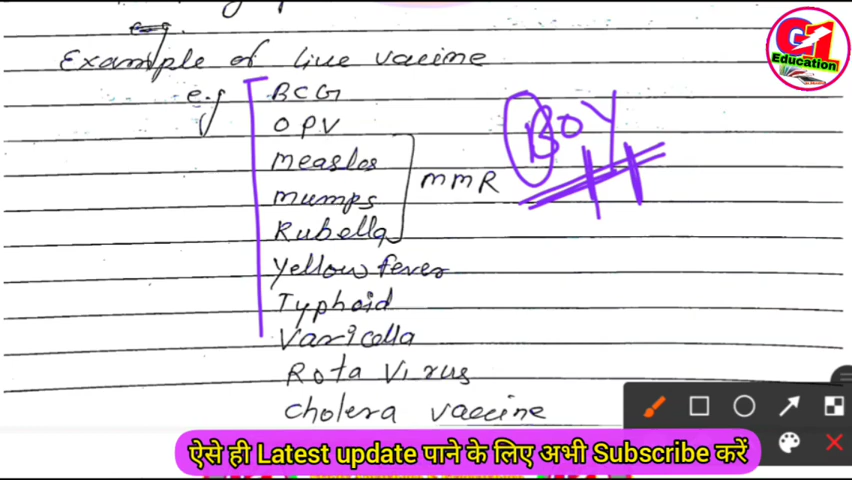 e.g.
Example of live vaccine
e.g BCG
OPV
Measles
Mumps
MMR
Rubella
Yellow fever
Typhoid
Varicella
Rota Virus
Cholera vaccine
BOY
G1
Education
ऐसे ही Latest update पाने के लिए अभी Subscribe करें